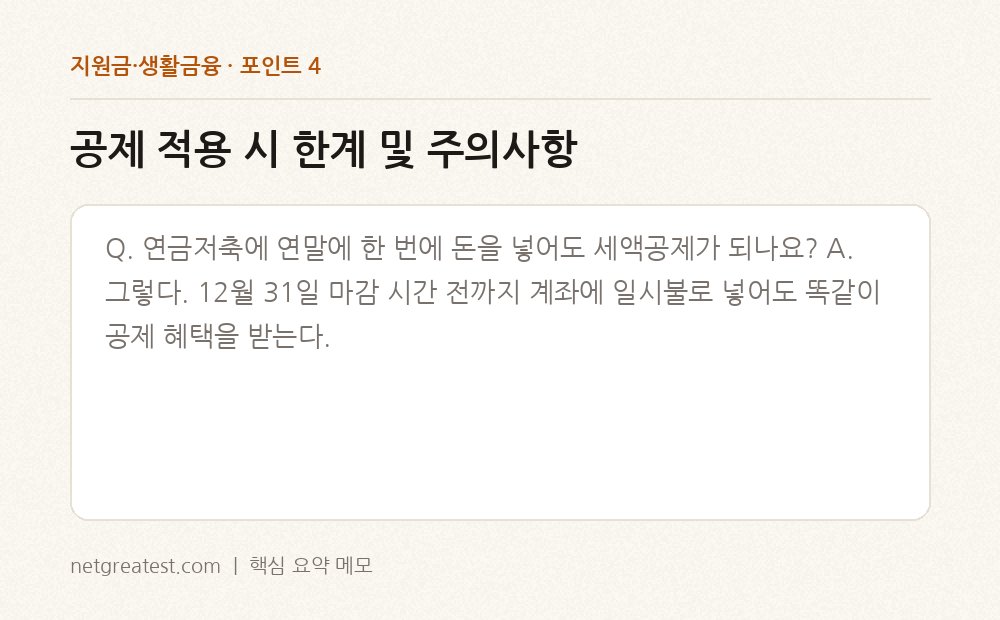 지원금·생활금융 · 포인트 4
공제 적용 시 한계 및 주의사항
Q. 연금저축에 연말에 한 번에 돈을 넣어도 세액공제가 되나요? A.
그렇다. 12월 31일 마감 시간 전까지 계좌에 일시불로 넣어도 똑같이
공제 혜택을 받는다.
netgreatest.com | 핵심 요약 메모